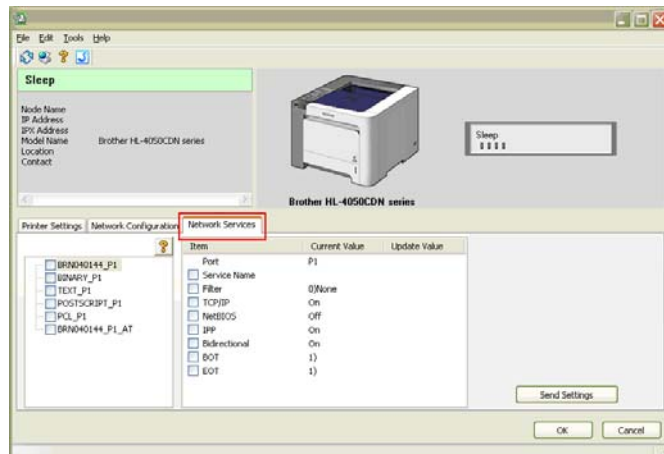 File Edit Tools Help
Sleep
Node Name
IP Address
IPX Address
Model Name Brother HL-4050CDN series
Location
Contact
Sleep
Brother HL-4050CDN series
Printer Settings Network Configuration Network Services
BRN040144_P1
BINARY_P1
TEXT_P1
POSTSCRIPT_P1
PCL_P1
BRN040144_P1_AT
Item Current Value Update Value
Port P1
Service Name
Filter 0)None
TCP/IP On
NetBIOS Off
IPP On
Bidirectional On
BOT 1)
EOT 1)
Send Settings
OK Cancel